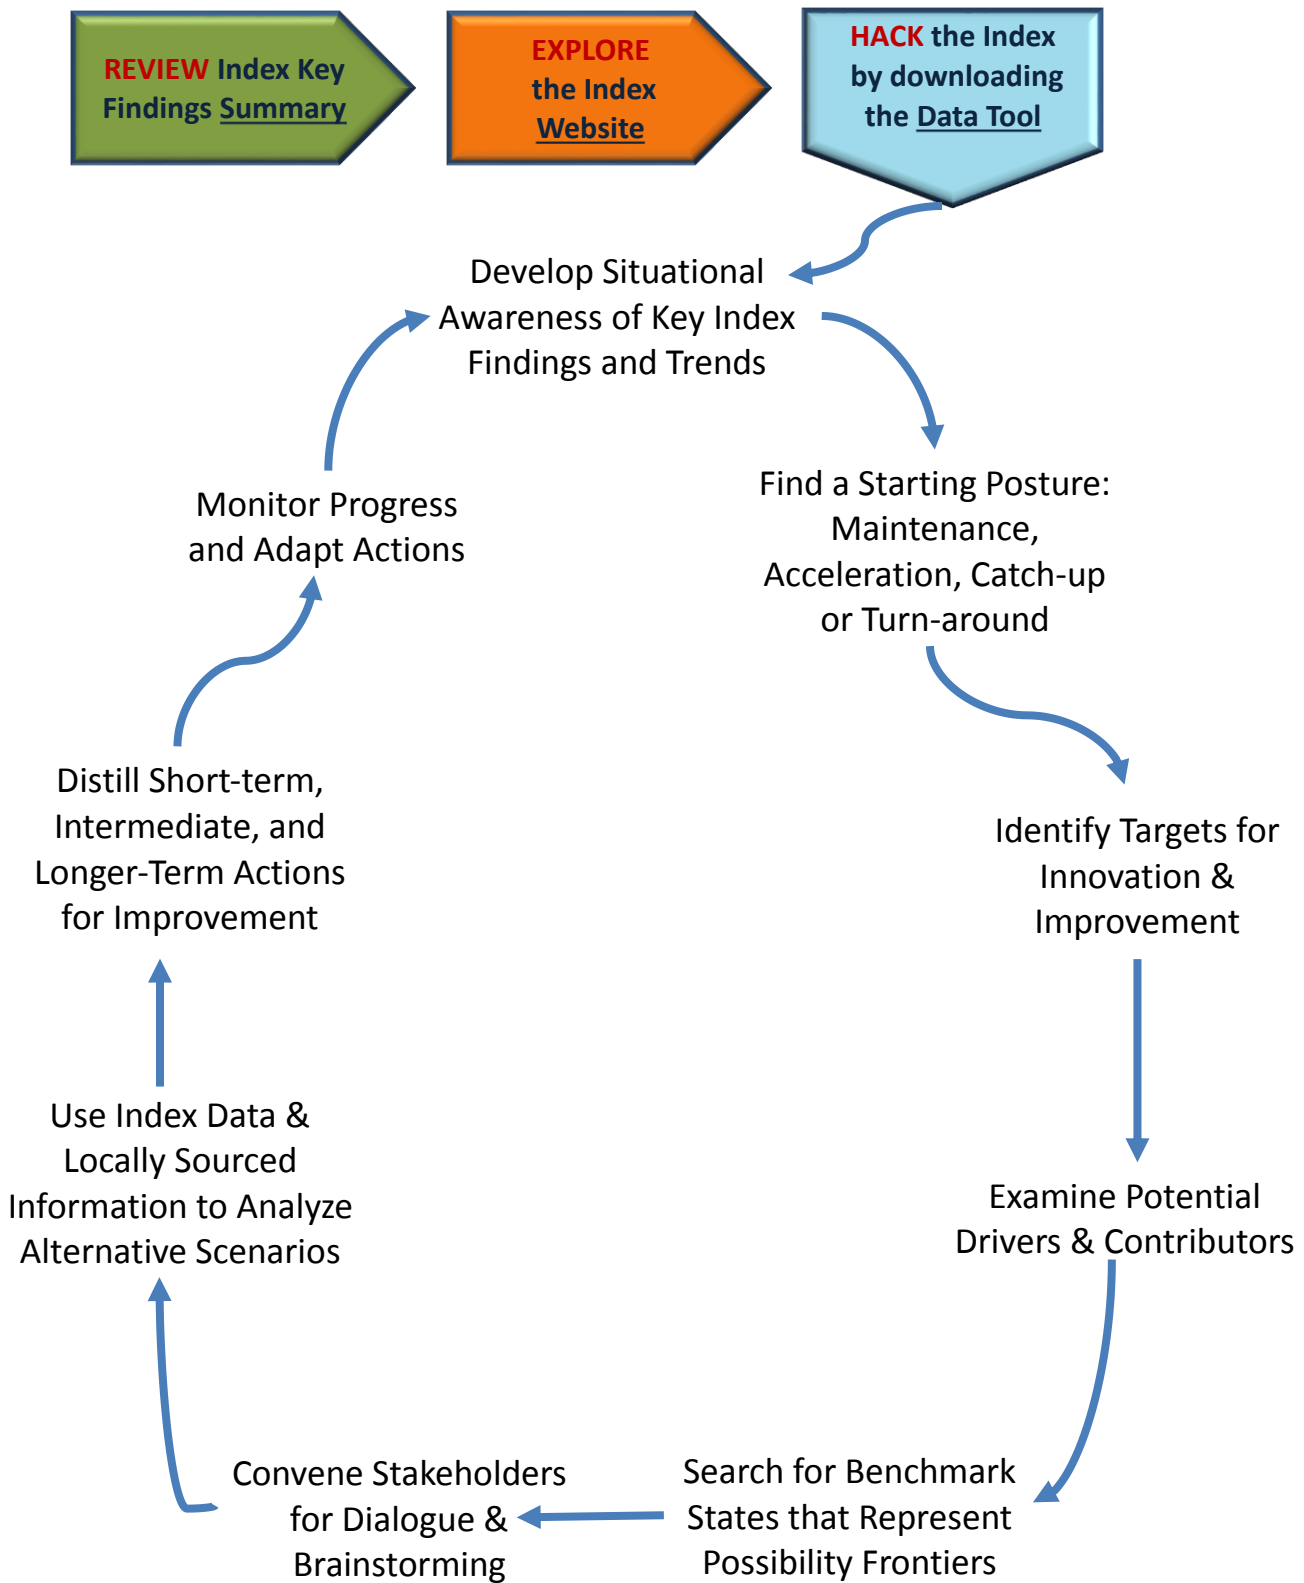 REVIEW Index Key
Findings Summary
EXPLORE
the Index
Website
HACK the Index
by downloading
the Data Tool
Develop Situational
Awareness of Key Index
Findings and Trends
Find a Starting Posture:
Maintenance,
Acceleration, Catch-up
or Turn-around
Identify Targets for
Innovation &
Improvement
Examine Potential
Drivers & Contributors
Search for Benchmark
States that Represent
Possibility Frontiers
Convene Stakeholders
for Dialogue &
Brainstorming
Use Index Data &
Locally Sourced
Information to Analyze
Alternative Scenarios
Distill Short-term,
Intermediate, and
Longer-Term Actions
for Improvement
Monitor Progress
and Adapt Actions